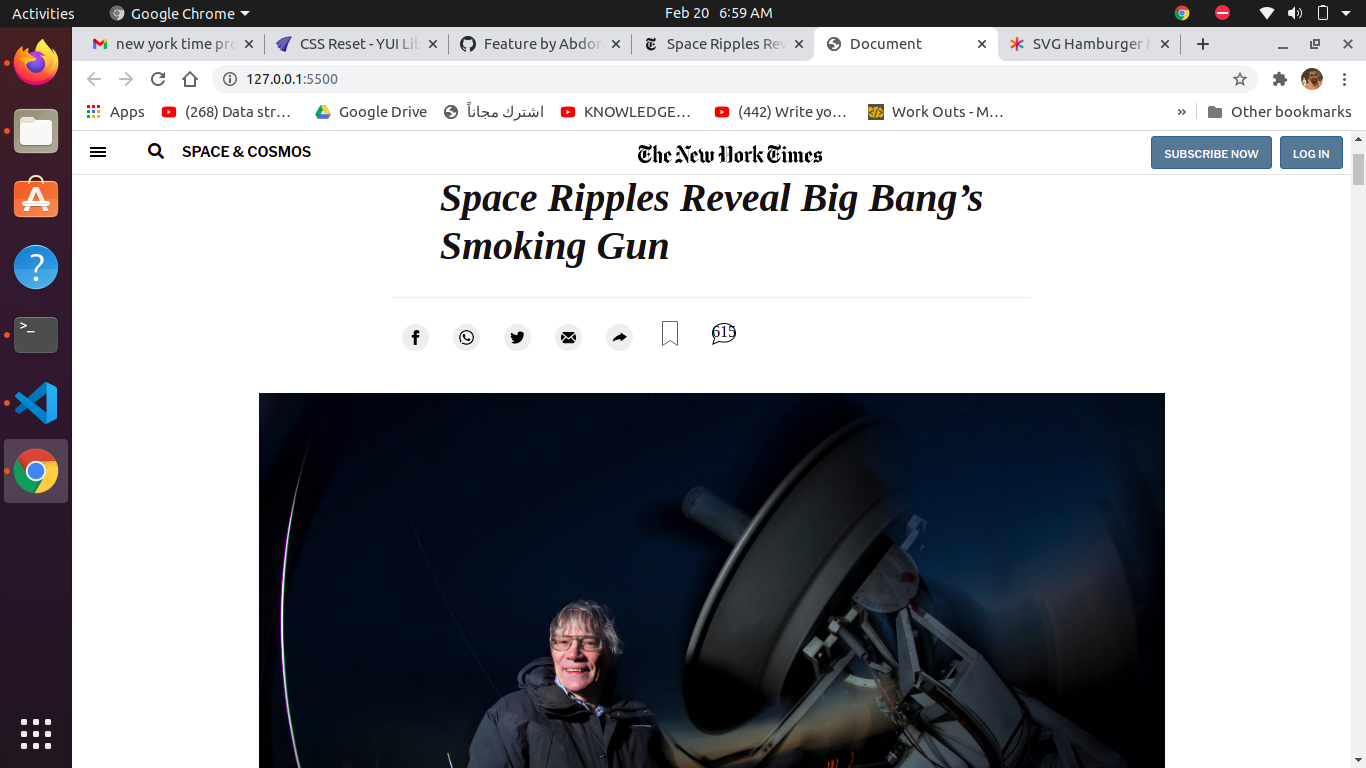 Activities Google Chrome Feb 20 6:59 AM
new york time pro CSS Reset - YUI Lib Feature by Abdor Space Ripples Rev Document SVG Hamburger M
127.0.0.1:5500
Apps (268) Data str… Google Drive اشترك مجاناً KNOWLEDGE… (442) Write yo… Work Outs - M… » Other bookmarks
SPACE & COSMOS The New York Times SUBSCRIBE NOW LOG IN
Space Ripples Reveal Big Bang’s
Smoking Gun
615